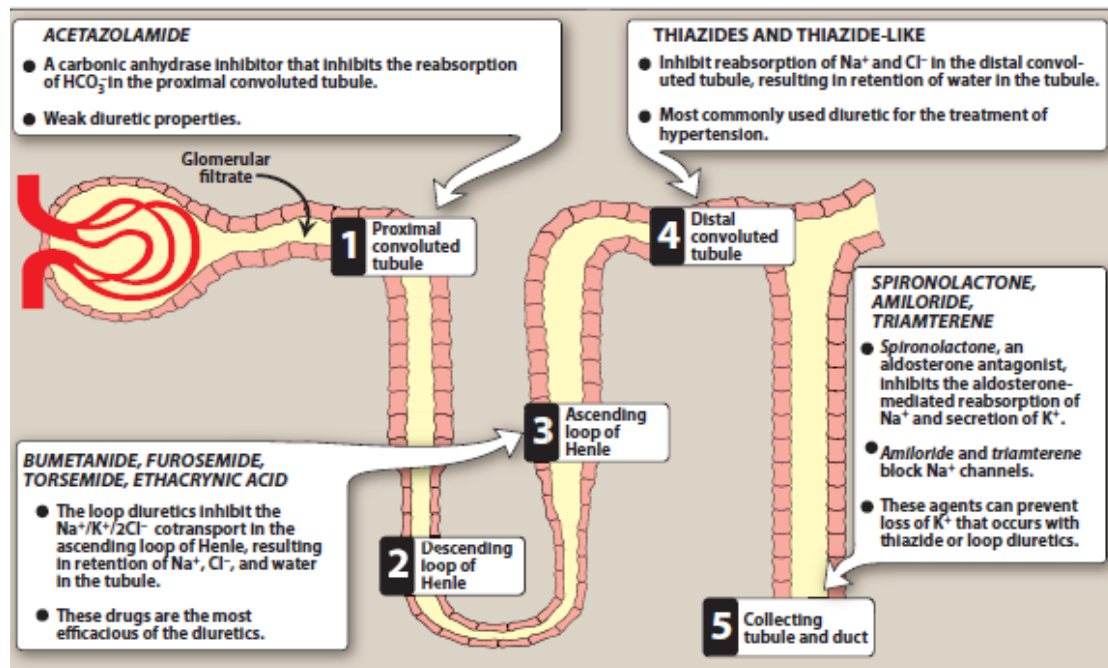 ACETAZOLAMIDE
● A carbonic anhydrase inhibitor that inhibits the reabsorption
of HCO₃⁻ in the proximal convoluted tubule.
● Weak diuretic properties.
THIAZIDES AND THIAZIDE-LIKE
● Inhibit reabsorption of Na⁺ and Cl⁻ in the distal convol-
uted tubule, resulting in retention of water in the tubule.
● Most commonly used diuretic for the treatment of
hypertension.
Glomerular
filtrate
1 Proximal
convoluted
tubule
4 Distal
convoluted
tubule
SPIRONOLACTONE,
AMILORIDE,
TRIAMTERENE
● Spironolactone, an
aldosterone antagonist,
inhibits the aldosterone-
mediated reabsorption of
Na⁺ and secretion of K⁺.
● Amiloride and triamterene
block Na⁺ channels.
● These agents can prevent
loss of K⁺ that occurs with
thiazide or loop diuretics.
3 Ascending
loop of
Henle
BUMETANIDE, FUROSEMIDE,
TORSEMIDE, ETHACRYNIC ACID
● The loop diuretics inhibit the
Na⁺/K⁺/2Cl⁻ cotransport in the
ascending loop of Henle, resulting
in retention of Na⁺, Cl⁻, and water
in the tubule.
● These drugs are the most
efficacious of the diuretics.
2 Descending
loop of
Henle
5 Collecting
tubule and duct